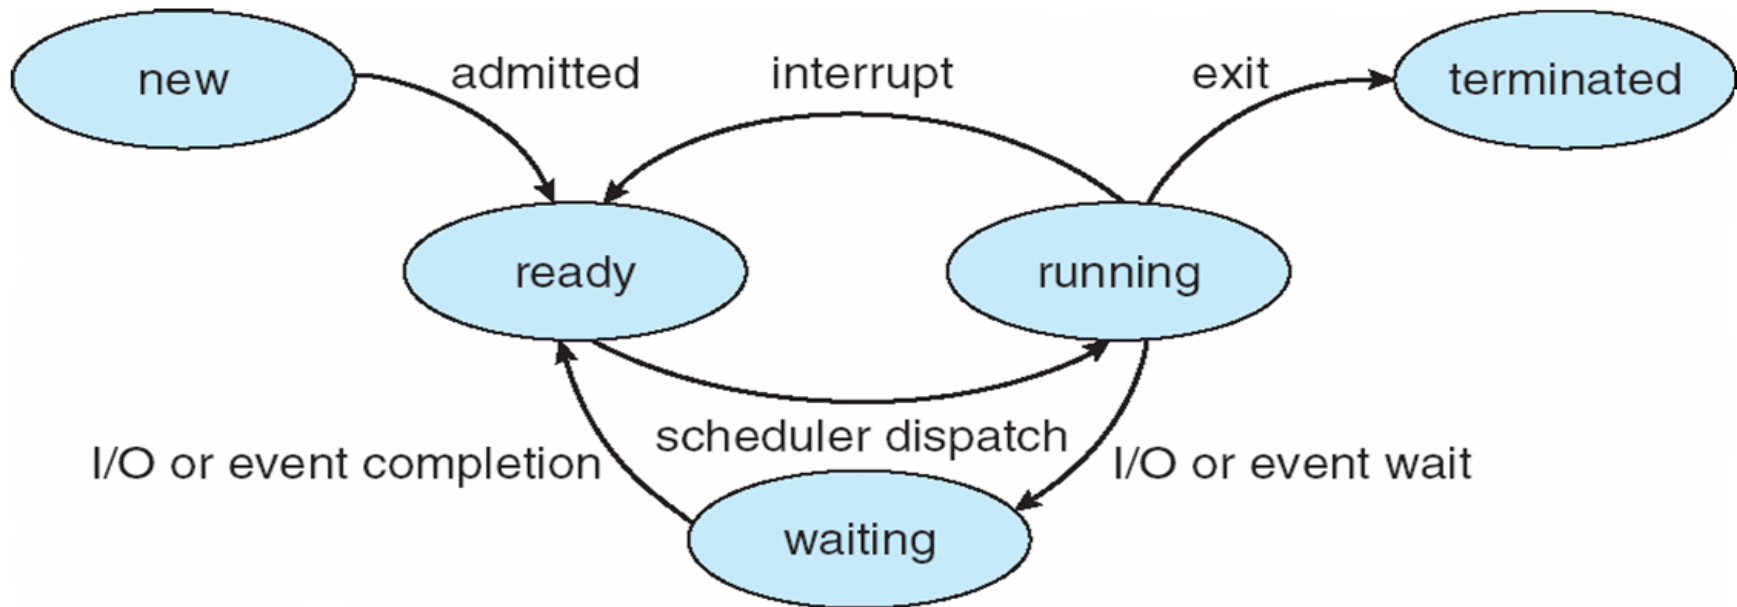 new
admitted
interrupt
exit
terminated
ready
running
scheduler dispatch
I/O or event completion
I/O or event wait
waiting